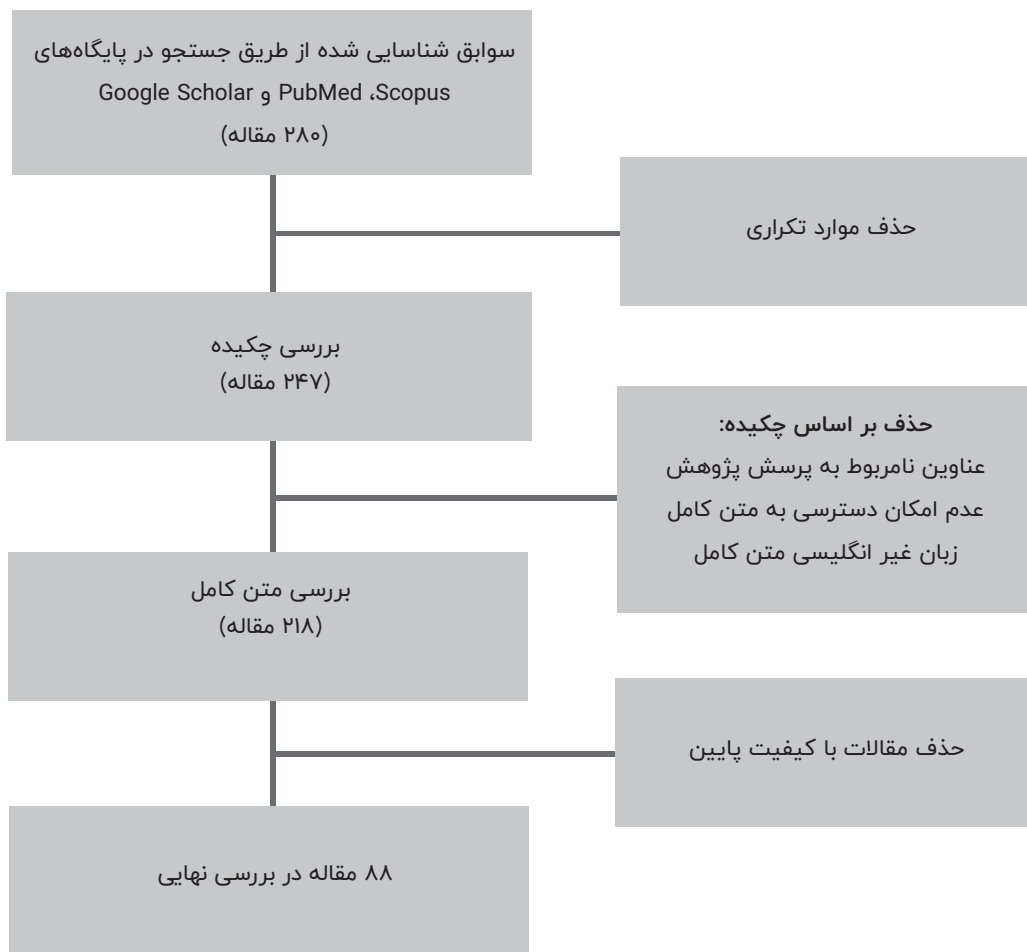 سوابق شناسایی شده از طریق جستجو در پایگاه‌های
Google Scholar و PubMed ،Scopus
(۲۸۰ مقاله)
حذف موارد تکراری
بررسی چکیده
(۲۴۷ مقاله)
حذف بر اساس چکیده:
عناوین نامربوط به پرسش پژوهش
عدم امکان دسترسی به متن کامل
زبان غیر انگلیسی متن کامل
بررسی متن کامل
(۲۱۸ مقاله)
حذف مقالات با کیفیت پایین
۸۸ مقاله در بررسی نهایی